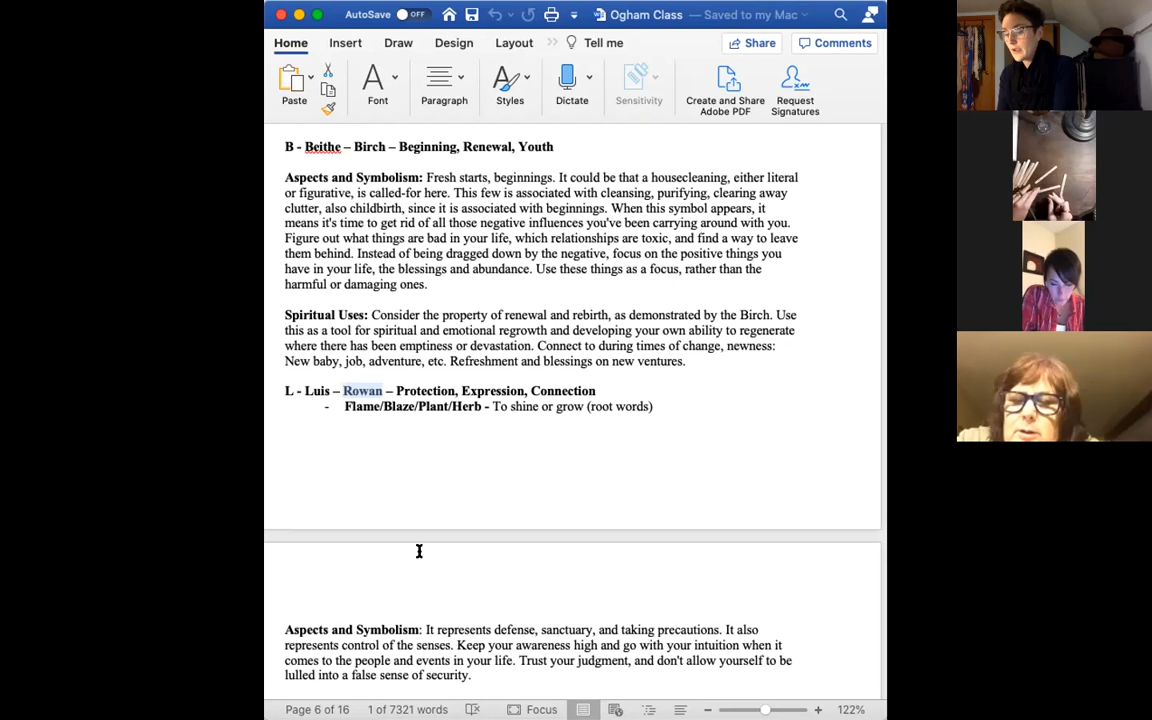 AutoSave OFF Ogham Class — Saved to my Mac
Home Insert Draw Design Layout Tell me Share Comments
Paste Font Paragraph Styles Dictate Sensitivity Create and Share Adobe PDF Request Signatures
B - Beithe – Birch – Beginning, Renewal, Youth
Aspects and Symbolism: Fresh starts, beginnings. It could be that a housecleaning, either literal
or figurative, is called-for here. This few is associated with cleansing, purifying, clearing away
clutter, also childbirth, since it is associated with beginnings. When this symbol appears, it
means it's time to get rid of all those negative influences you've been carrying around with you.
Figure out what things are bad in your life, which relationships are toxic, and find a way to leave
them behind. Instead of being dragged down by the negative, focus on the positive things you
have in your life, the blessings and abundance. Use these things as a focus, rather than the
harmful or damaging ones.
Spiritual Uses: Consider the property of renewal and rebirth, as demonstrated by the Birch. Use
this as a tool for spiritual and emotional regrowth and developing your own ability to regenerate
where there has been emptiness or devastation. Connect to during times of change, newness:
New baby, job, adventure, etc. Refreshment and blessings on new ventures.
L - Luis – Rowan – Protection, Expression, Connection
- Flame/Blaze/Plant/Herb - To shine or grow (root words)
Aspects and Symbolism: It represents defense, sanctuary, and taking precautions. It also
represents control of the senses. Keep your awareness high and go with your intuition when it
comes to the people and events in your life. Trust your judgment, and don't allow yourself to be
lulled into a false sense of security.
Page 6 of 16 1 of 7321 words Focus 122%